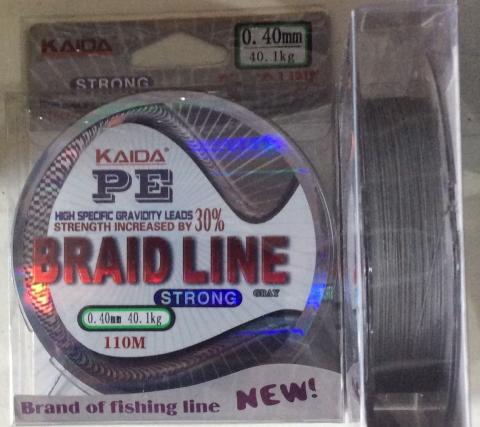 KAIDA
0.40mm
40.1kg
STRONG
KAIDA®
PE
HIGH SPECIFIC GRAVIDITY LEADS
STRENGTH INCREASED BY 30%
BRAID LINE
STRONG GRAY
0.40mm 40.1kg
110M
Brand of fishing line NEW!